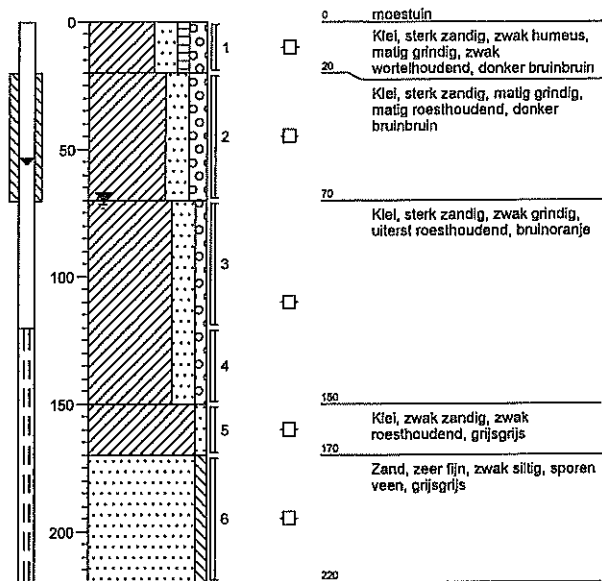 0
50
100
150
200
1
2
3
4
5
6
0 moestuin
Klei, sterk zandig, zwak humeus,
matig grindig, zwak
wortelhoudend, donker bruinbruin
20
Klei, sterk zandig, matig grindig,
matig roesthoudend, donker
bruinbruin
70
Klei, sterk zandig, zwak grindig,
uiterst roesthoudend, bruinoranje
150
Klei, zwak zandig, zwak
roesthoudend, grijsgrijs
170
Zand, zeer fijn, zwak siltig, sporen
veen, grijsgrijs
220